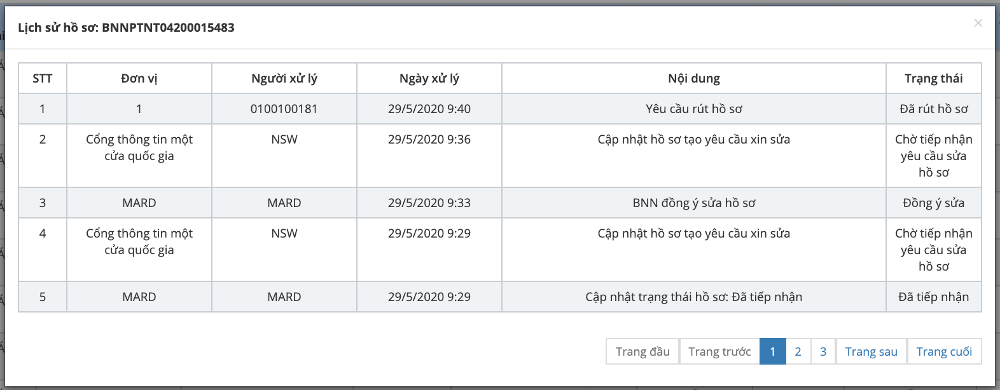 Lịch sử hồ sơ: BNNPTNT04200015483
×
STT Đơn vị Người xử lý Ngày xử lý Nội dung Trạng thái
1 1 0100100181 29/5/2020 9:40 Yêu cầu rút hồ sơ Đã rút hồ sơ
2 Cổng thông tin một NSW 29/5/2020 9:36 Cập nhật hồ sơ tạo yêu cầu xin sửa Chờ tiếp nhận
cửa quốc gia yêu cầu sửa
hồ sơ
3 MARD MARD 29/5/2020 9:33 BNN đồng ý sửa hồ sơ Đồng ý sửa
4 Cổng thông tin một NSW 29/5/2020 9:29 Cập nhật hồ sơ tạo yêu cầu xin sửa Chờ tiếp nhận
cửa quốc gia yêu cầu sửa
hồ sơ
5 MARD MARD 29/5/2020 9:29 Cập nhật trạng thái hồ sơ: Đã tiếp nhận Đã tiếp nhận
Trang đầu Trang trước 1 2 3 Trang sau Trang cuối